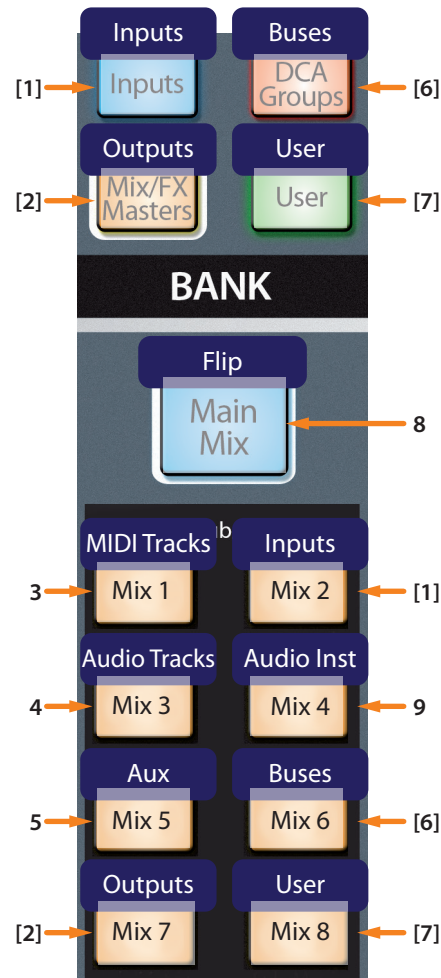 Inputs Buses
[1] Inputs DCA Groups [6]
Outputs User
[2] Mix/FX Masters User [7]
BANK
Flip
Main Mix 8
ub
MIDI Tracks Inputs
3 Mix 1 Mix 2 [1]
Audio Tracks Audio Inst
4 Mix 3 Mix 4 9
Aux Buses
5 Mix 5 Mix 6 [6]
Outputs User
[2] Mix 7 Mix 8 [7]